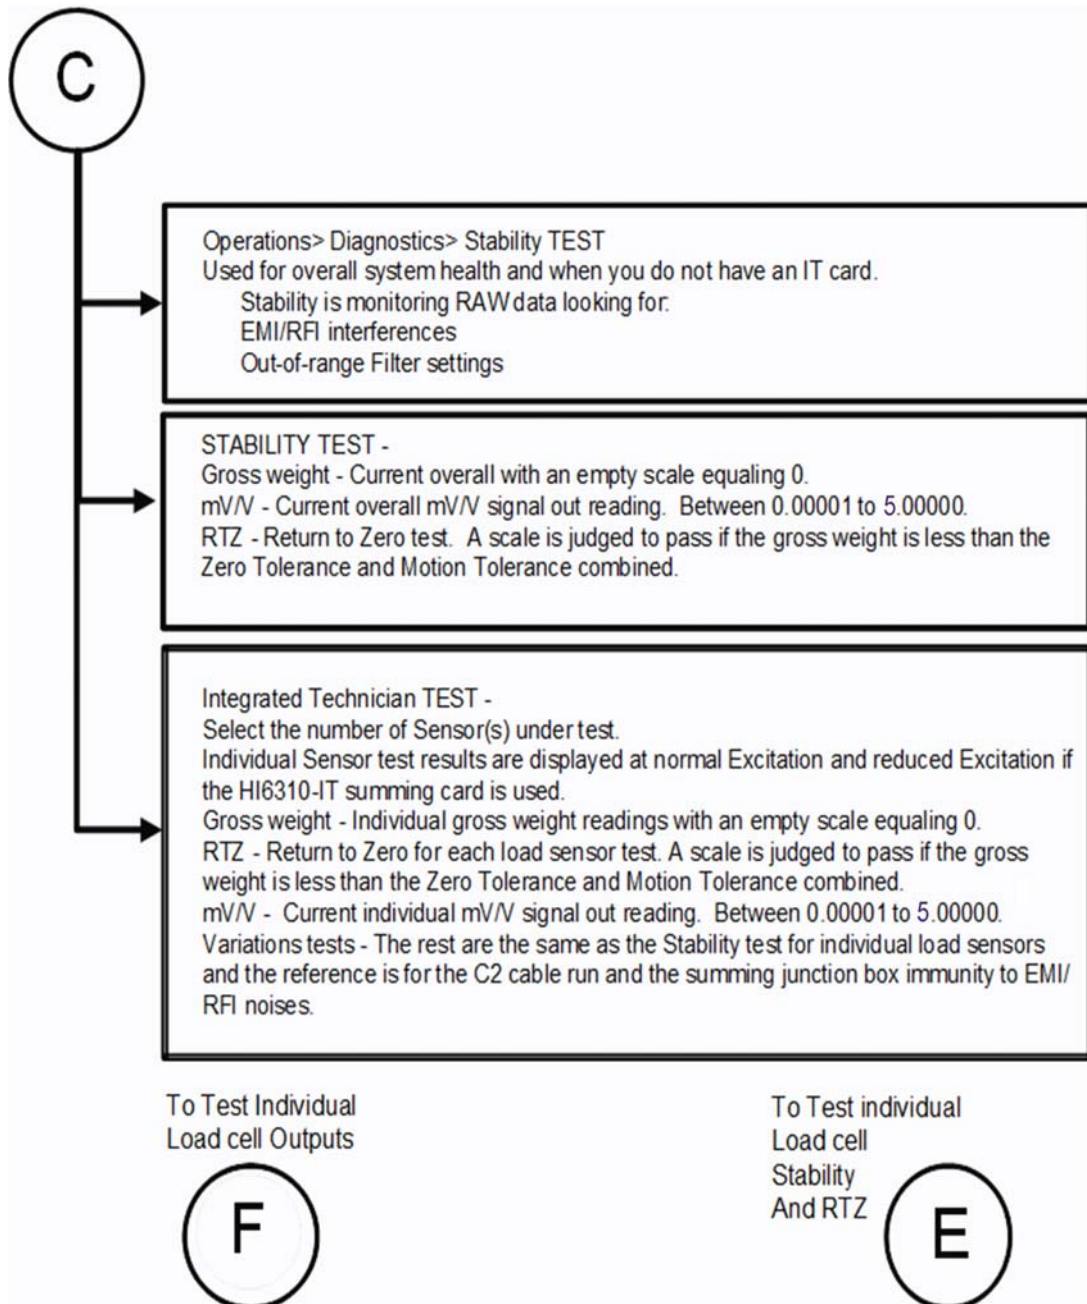 C
Operations> Diagnostics> Stability TEST
Used for overall system health and when you do not have an IT card.
Stability is monitoring RAW data looking for:
EMI/RFI interferences
Out-of-range Filter settings
STABILITY TEST -
Gross weight - Current overall with an empty scale equaling 0.
mV/V - Current overall mV/V signal out reading. Between 0.00001 to 5.00000.
RTZ - Return to Zero test. A scale is judged to pass if the gross weight is less than the
Zero Tolerance and Motion Tolerance combined.
Integrated Technician TEST -
Select the number of Sensor(s) under test.
Individual Sensor test results are displayed at normal Excitation and reduced Excitation if
the HI6310-IT summing card is used.
Gross weight - Individual gross weight readings with an empty scale equaling 0.
RTZ - Return to Zero for each load sensor test. A scale is judged to pass if the gross
weight is less than the Zero Tolerance and Motion Tolerance combined.
mV/V - Current individual mV/V signal out reading. Between 0.00001 to 5.00000.
Variations tests - The rest are the same as the Stability test for individual load sensors
and the reference is for the C2 cable run and the summing junction box immunity to EMI/
RFI noises.
To Test Individual
Load cell Outputs
F
To Test individual
Load cell
Stability
And RTZ
E